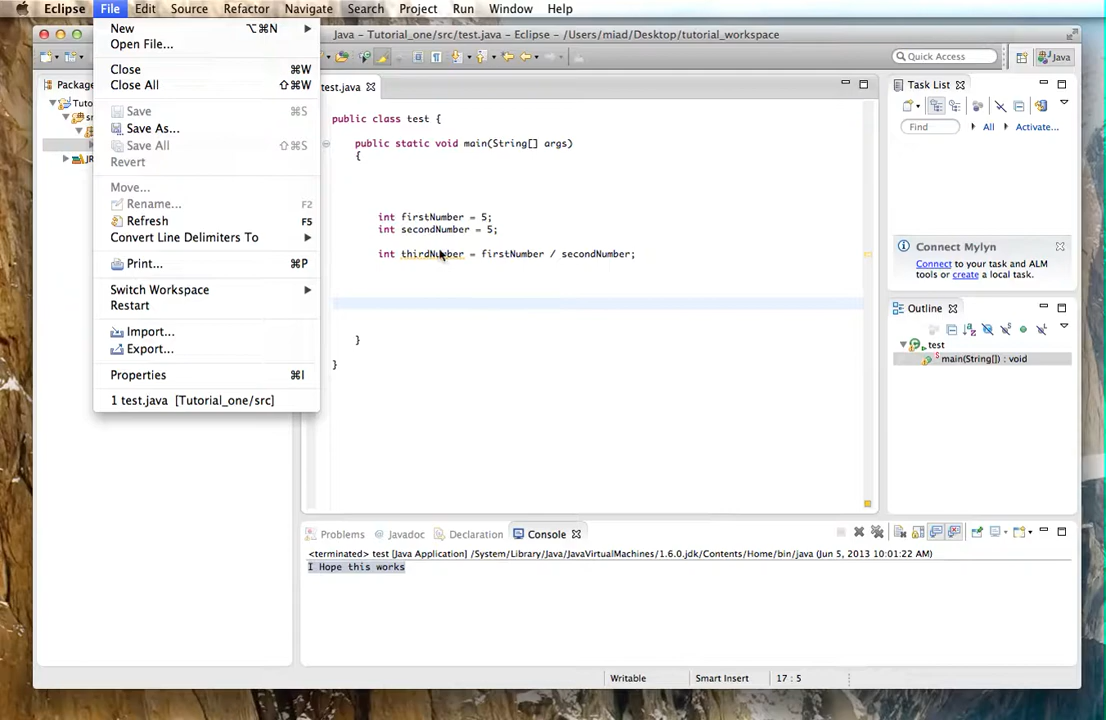 Eclipse File Edit Source Refactor Navigate Search Project Run Window Help
Java – Tutorial_one/src/test.java – Eclipse – /Users/miad/Desktop/tutorial_workspace
New ⌥⌘N
Open File...
Close ⌘W
Close All ⇧⌘W
Save ⌘S
Save As...
Save All ⇧⌘S
Revert
Move...
Rename... F2
Refresh F5
Convert Line Delimiters To
Print... ⌘P
Switch Workspace
Restart
Import...
Export...
Properties ⌘I
1 test.java [Tutorial_one/src]
Quick Access
Java
Packag
Tuto
sr
JR
test.java
public class test {
public static void main(String[] args)
{
int firstNumber = 5;
int secondNumber = 5;
int thirdNumber = firstNumber / secondNumber;
}
}
Task List
Find All Activate...
Connect Mylyn
Connect to your task and ALM
tools or create a local task.
Outline
test
main(String[]) : void
Problems Javadoc Declaration Console
<terminated> test [Java Application] /System/Library/Java/JavaVirtualMachines/1.6.0.jdk/Contents/Home/bin/java (Jun 5, 2013 10:01:22 AM)
I Hope this works
Writable Smart Insert 17 : 5